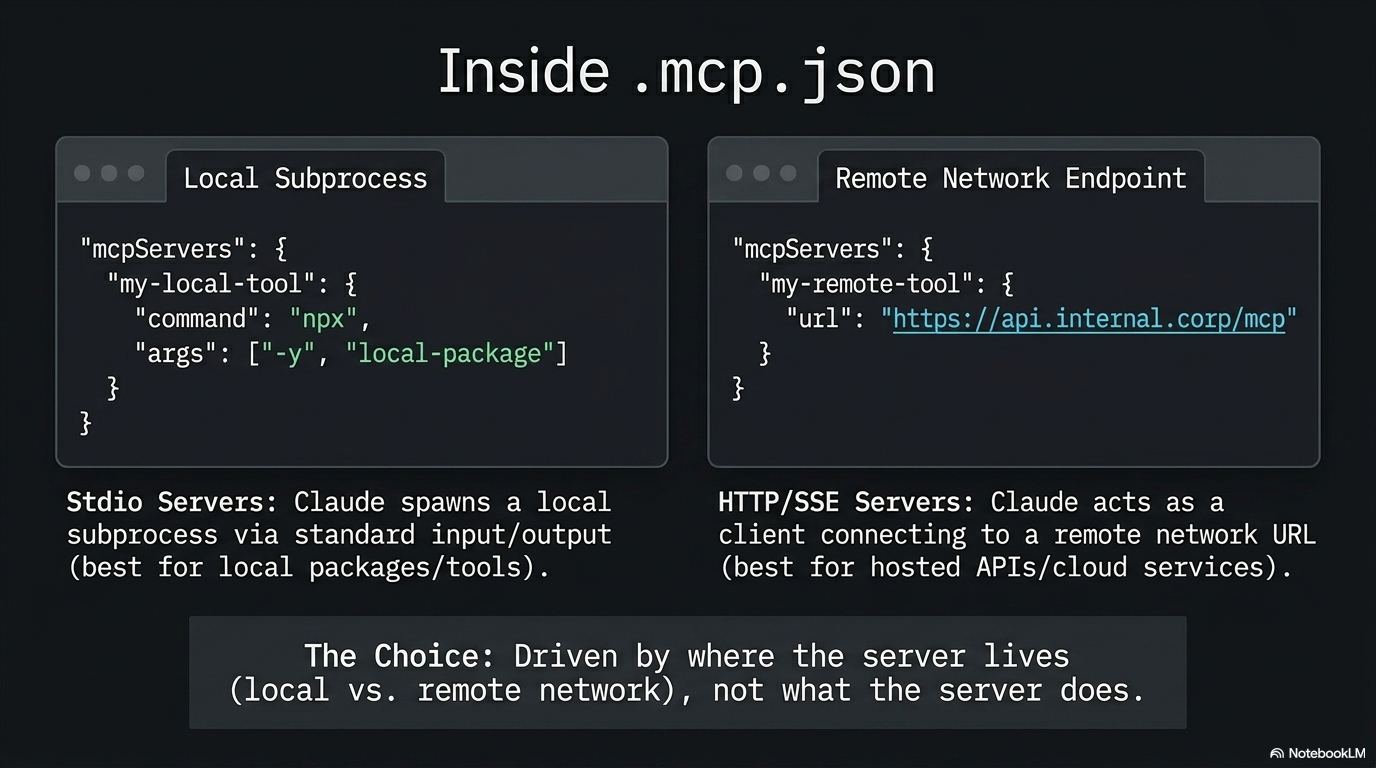 Inside .mcp.json
Local Subprocess
"mcpServers": {
  "my-local-tool": {
    "command": "npx",
    "args": ["-y", "local-package"]
  }
}
Stdio Servers: Claude spawns a local
subprocess via standard input/output
(best for local packages/tools).
Remote Network Endpoint
"mcpServers": {
  "my-remote-tool": {
    "url": "https://api.internal.corp/mcp"
  }
}
HTTP/SSE Servers: Claude acts as a
client connecting to a remote network URL
(best for hosted APIs/cloud services).
The Choice: Driven by where the server lives
(local vs. remote network), not what the server does.
NotebookLM